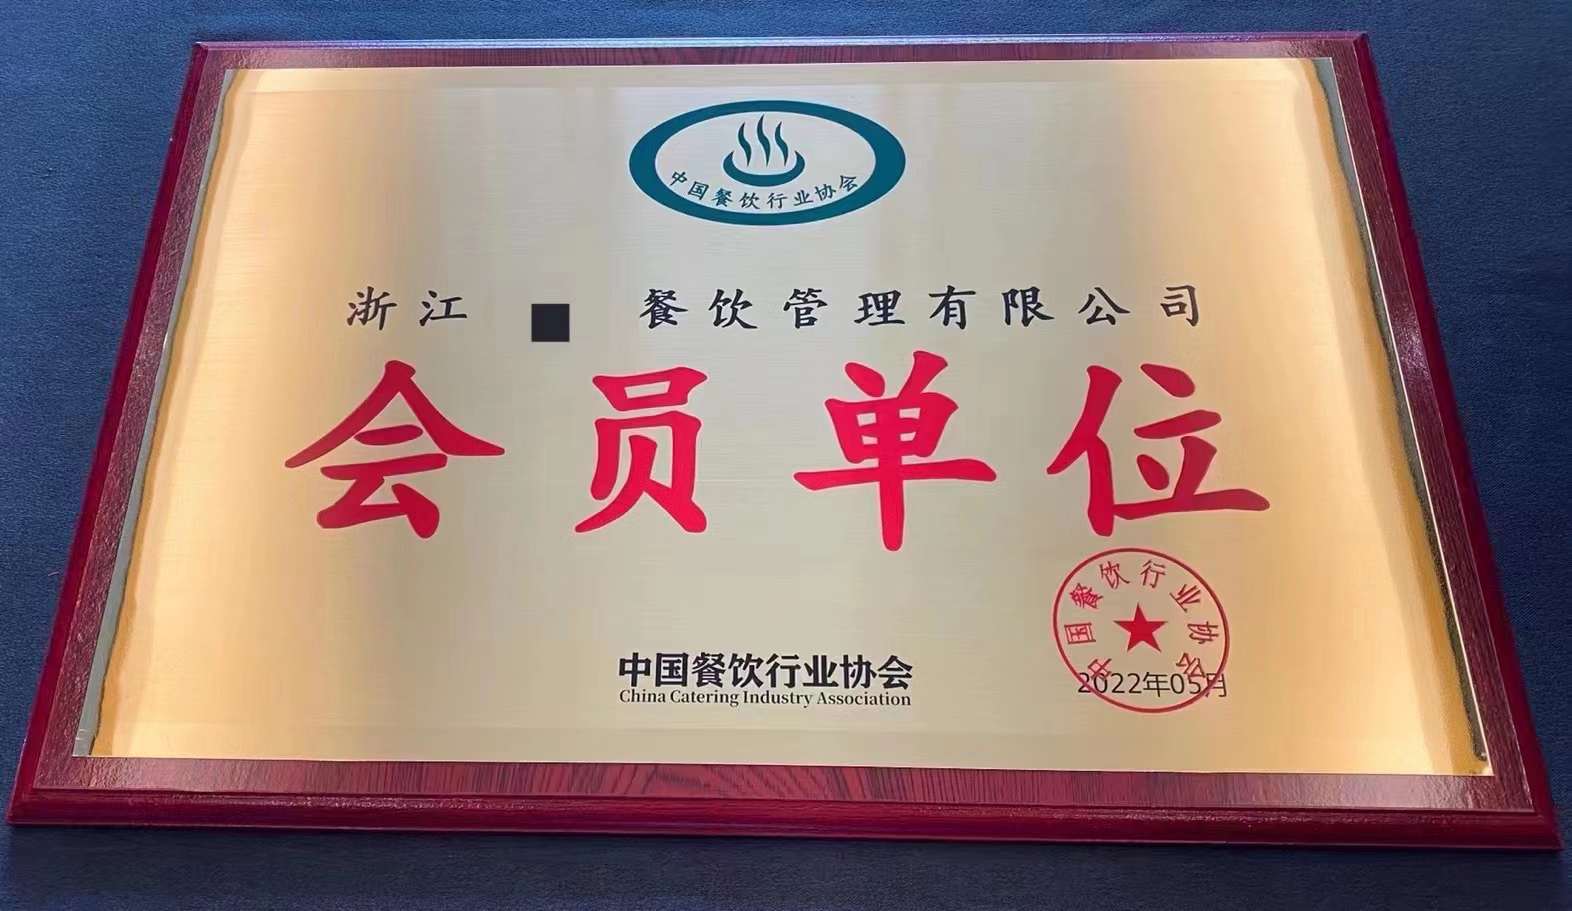 中国餐饮行业协会
浙江 餐饮管理有限公司
会员单位
中国餐饮行业协会
中国餐饮行业协会
China Catering Industry Association
2022年05月